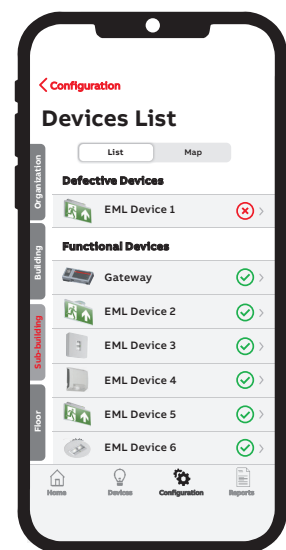 Configuration
Devices List
List Map
Organization
Building
Sub-building
Floor
Defective Devices
EML Device 1
Functional Devices
Gateway
EML Device 2
EML Device 3
EML Device 4
EML Device 5
EML Device 6
Home Devices Configuration Reports